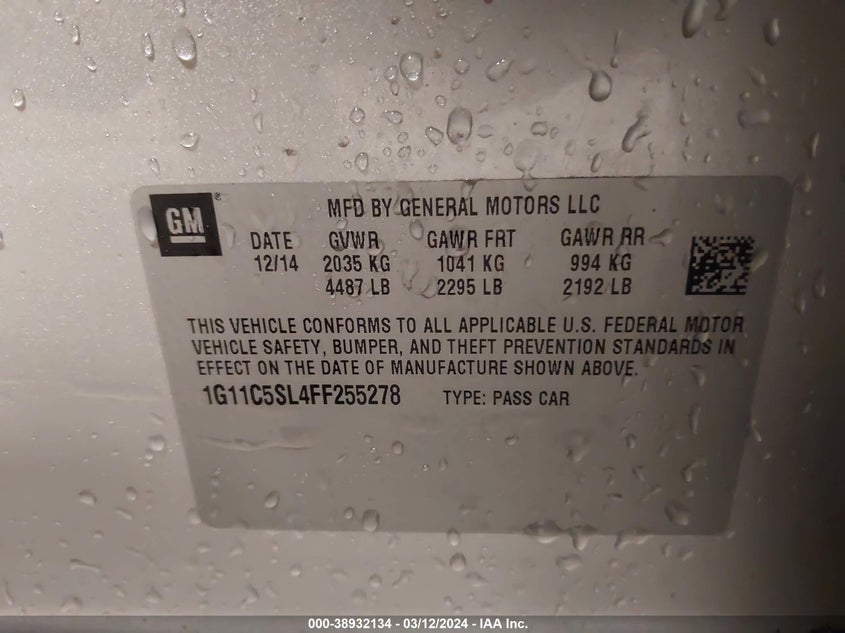 GM ®
MFD BY GENERAL MOTORS LLC
DATE GVWR GAWR FRT GAWR RR
12/14 2035 KG 1041 KG 994 KG
4487 LB 2295 LB 2192 LB
THIS VEHICLE CONFORMS TO ALL APPLICABLE U.S. FEDERAL MOTOR
VEHICLE SAFETY, BUMPER, AND THEFT PREVENTION STANDARDS IN
EFFECT ON THE DATE OF MANUFACTURE SHOWN ABOVE.
1G11C5SL4FF255278 TYPE: PASS CAR
000-38932134 - 03/12/2024 - IAA Inc.